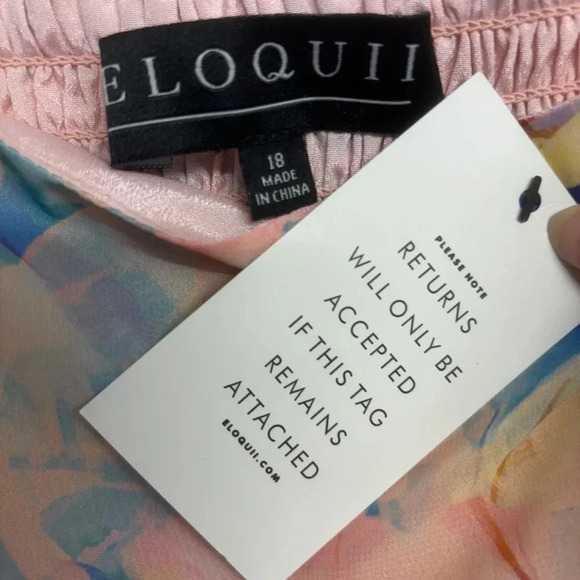 ELOQUII
18
MADE
IN CHINA
PLEASE NOTE
RETURNS
WILL ONLY BE
ACCEPTED
IF THIS TAG
REMAINS
ATTACHED
ELOQUII.COM